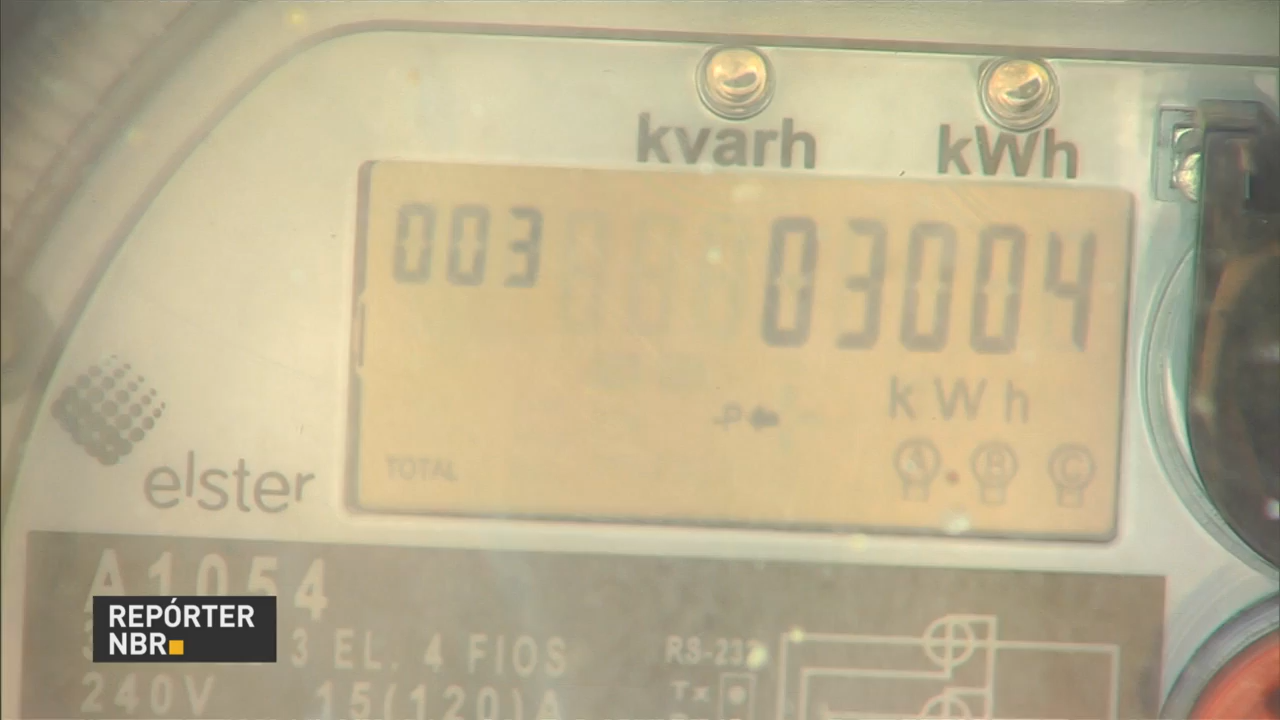 kvarh kWh
003 03004
kWh
TOTAL P A B C
elster
A1054
3 EL. 4 FIOS RS-232
240V 15(120)A Tx
REPÓRTER
NBR